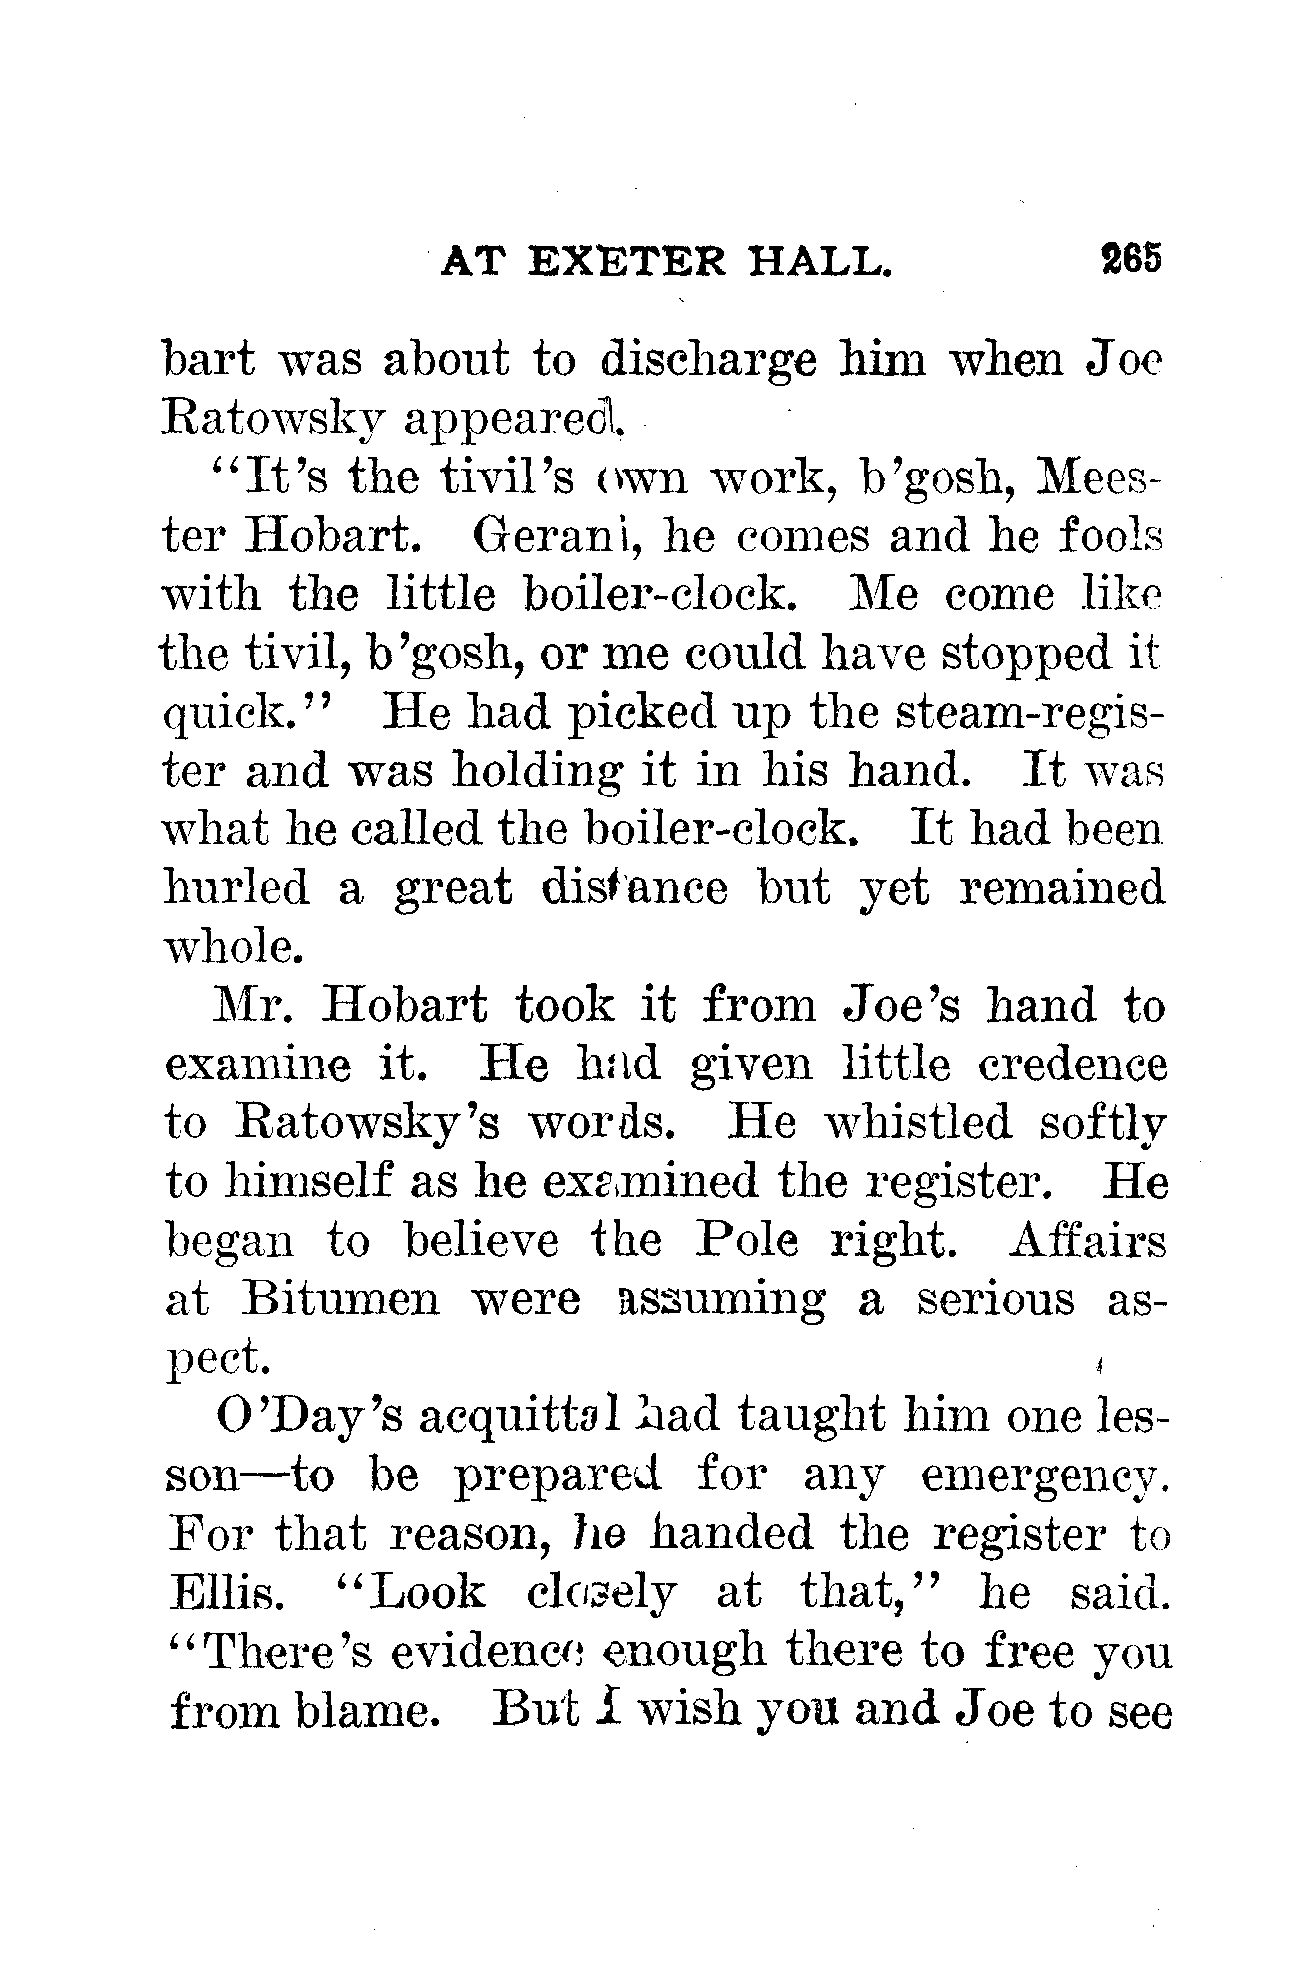 AT EXETER HALL. 265
bart was about to discharge him when Joe
Ratowsky appeared.
"It's the tivil's own work, b'gosh, Mees-
ter Hobart. Gerani, he comes and he fools
with the little boiler-clock. Me come like
the tivil, b'gosh, or me could have stopped it
quick." He had picked up the steam-regis-
ter and was holding it in his hand. It was
what he called the boiler-clock. It had been
hurled a great distance but yet remained
whole.
Mr. Hobart took it from Joe's hand to
examine it. He had given little credence
to Ratowsky's words. He whistled softly
to himself as he examined the register. He
began to believe the Pole right. Affairs
at Bitumen were assuming a serious as-
pect.
O'Day's acquittal had taught him one les-
son—to be prepared for any emergency.
For that reason, he handed the register to
Ellis. "Look closely at that," he said.
"There's evidence enough there to free you
from blame. But I wish you and Joe to see